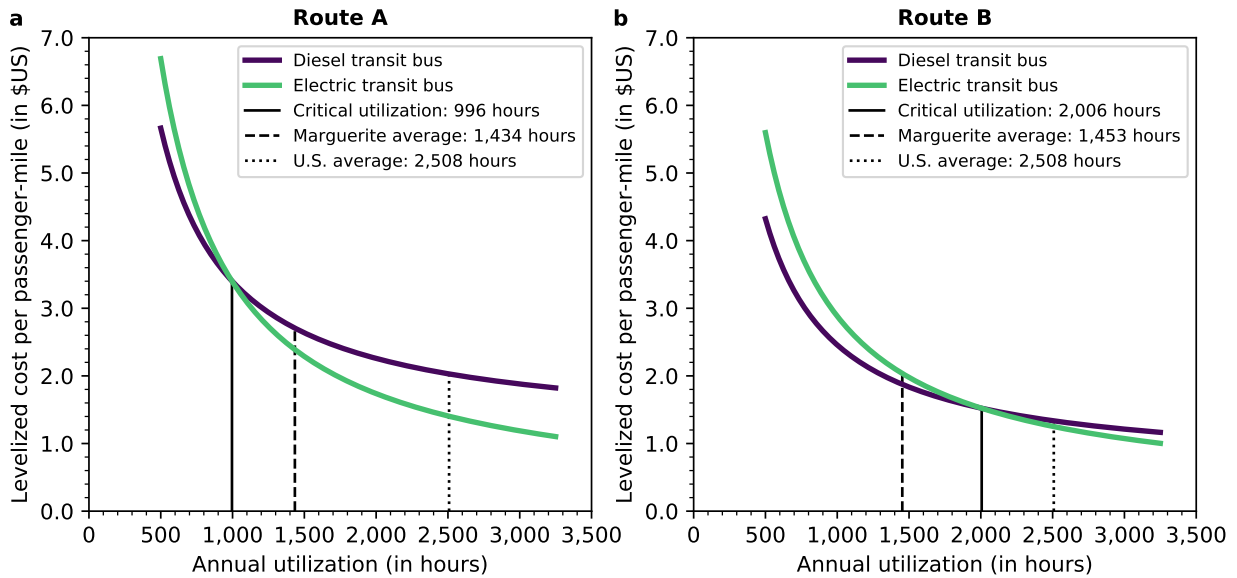 a
Route A
Levelized cost per passenger-mile (in $US)
7.0
6.0
5.0
4.0
3.0
2.0
1.0
0.0
Diesel transit bus
Electric transit bus
Critical utilization: 996 hours
Marguerite average: 1,434 hours
U.S. average: 2,508 hours
0 500 1,000 1,500 2,000 2,500 3,000 3,500
Annual utilization (in hours)
b
Route B
Levelized cost per passenger-mile (in $US)
7.0
6.0
5.0
4.0
3.0
2.0
1.0
0.0
Diesel transit bus
Electric transit bus
Critical utilization: 2,006 hours
Marguerite average: 1,453 hours
U.S. average: 2,508 hours
0 500 1,000 1,500 2,000 2,500 3,000 3,500
Annual utilization (in hours)